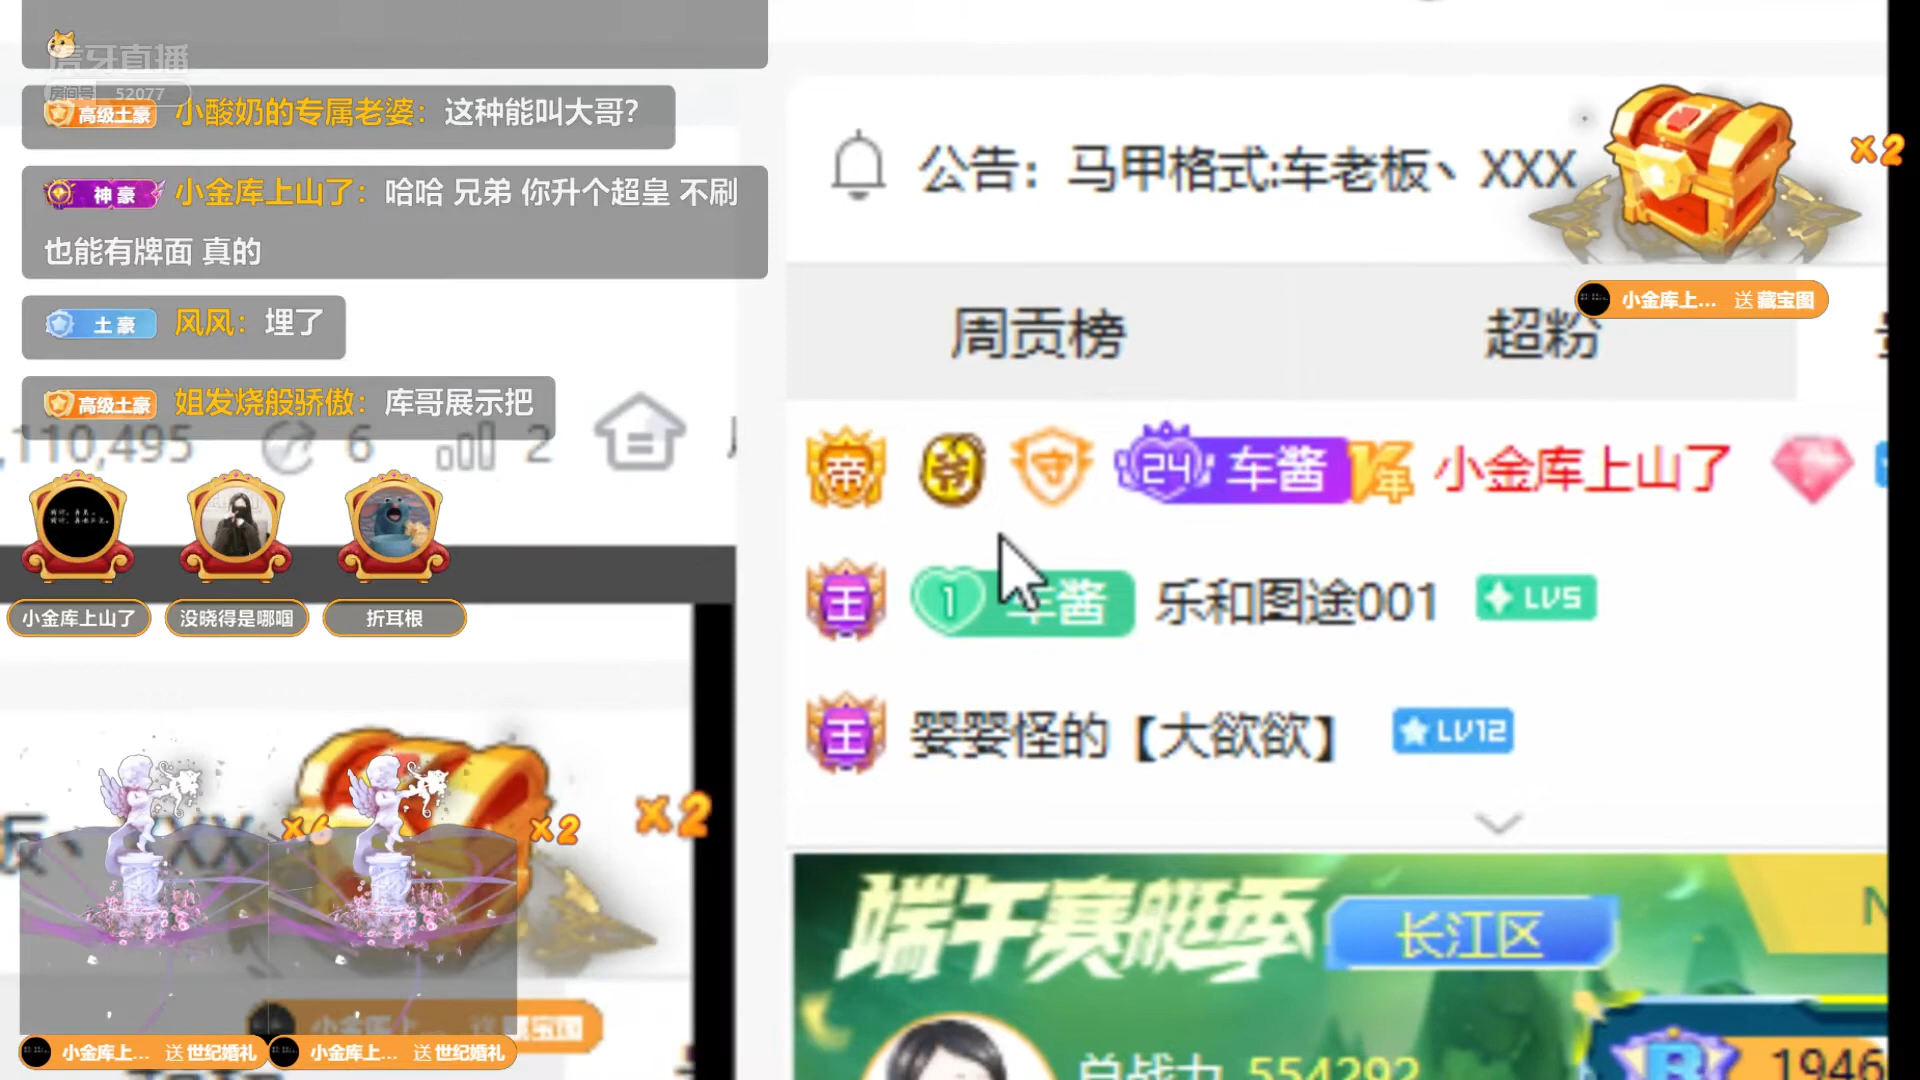 虎牙直播
房间号 52077
高级土豪 小酸奶的专属老婆：这种能叫大哥？
神豪 小金库上山了：哈哈 兄弟 你升个超皇 不刷
也能有牌面 真的
土豪 风风：埋了
高级土豪 姐发烧般骄傲：库哥展示把
,110,495 6 2
小金库上山了 没晓得是哪啯 折耳根
x6 x2 x2
小金库上... 送 世纪婚礼 小金库上... 送 世纪婚礼
公告：马甲格式:车老板丶 XXX
x2
小金库上... 送 藏宝图
周贡榜 超粉
帝 爷 守 24 车酱 年 小金库上山了
王 1 车酱 乐和图途001 LV5
王 婴婴怪的【大欲欲】 LV12
端午赛艇季 长江区
总战力 554292
1946